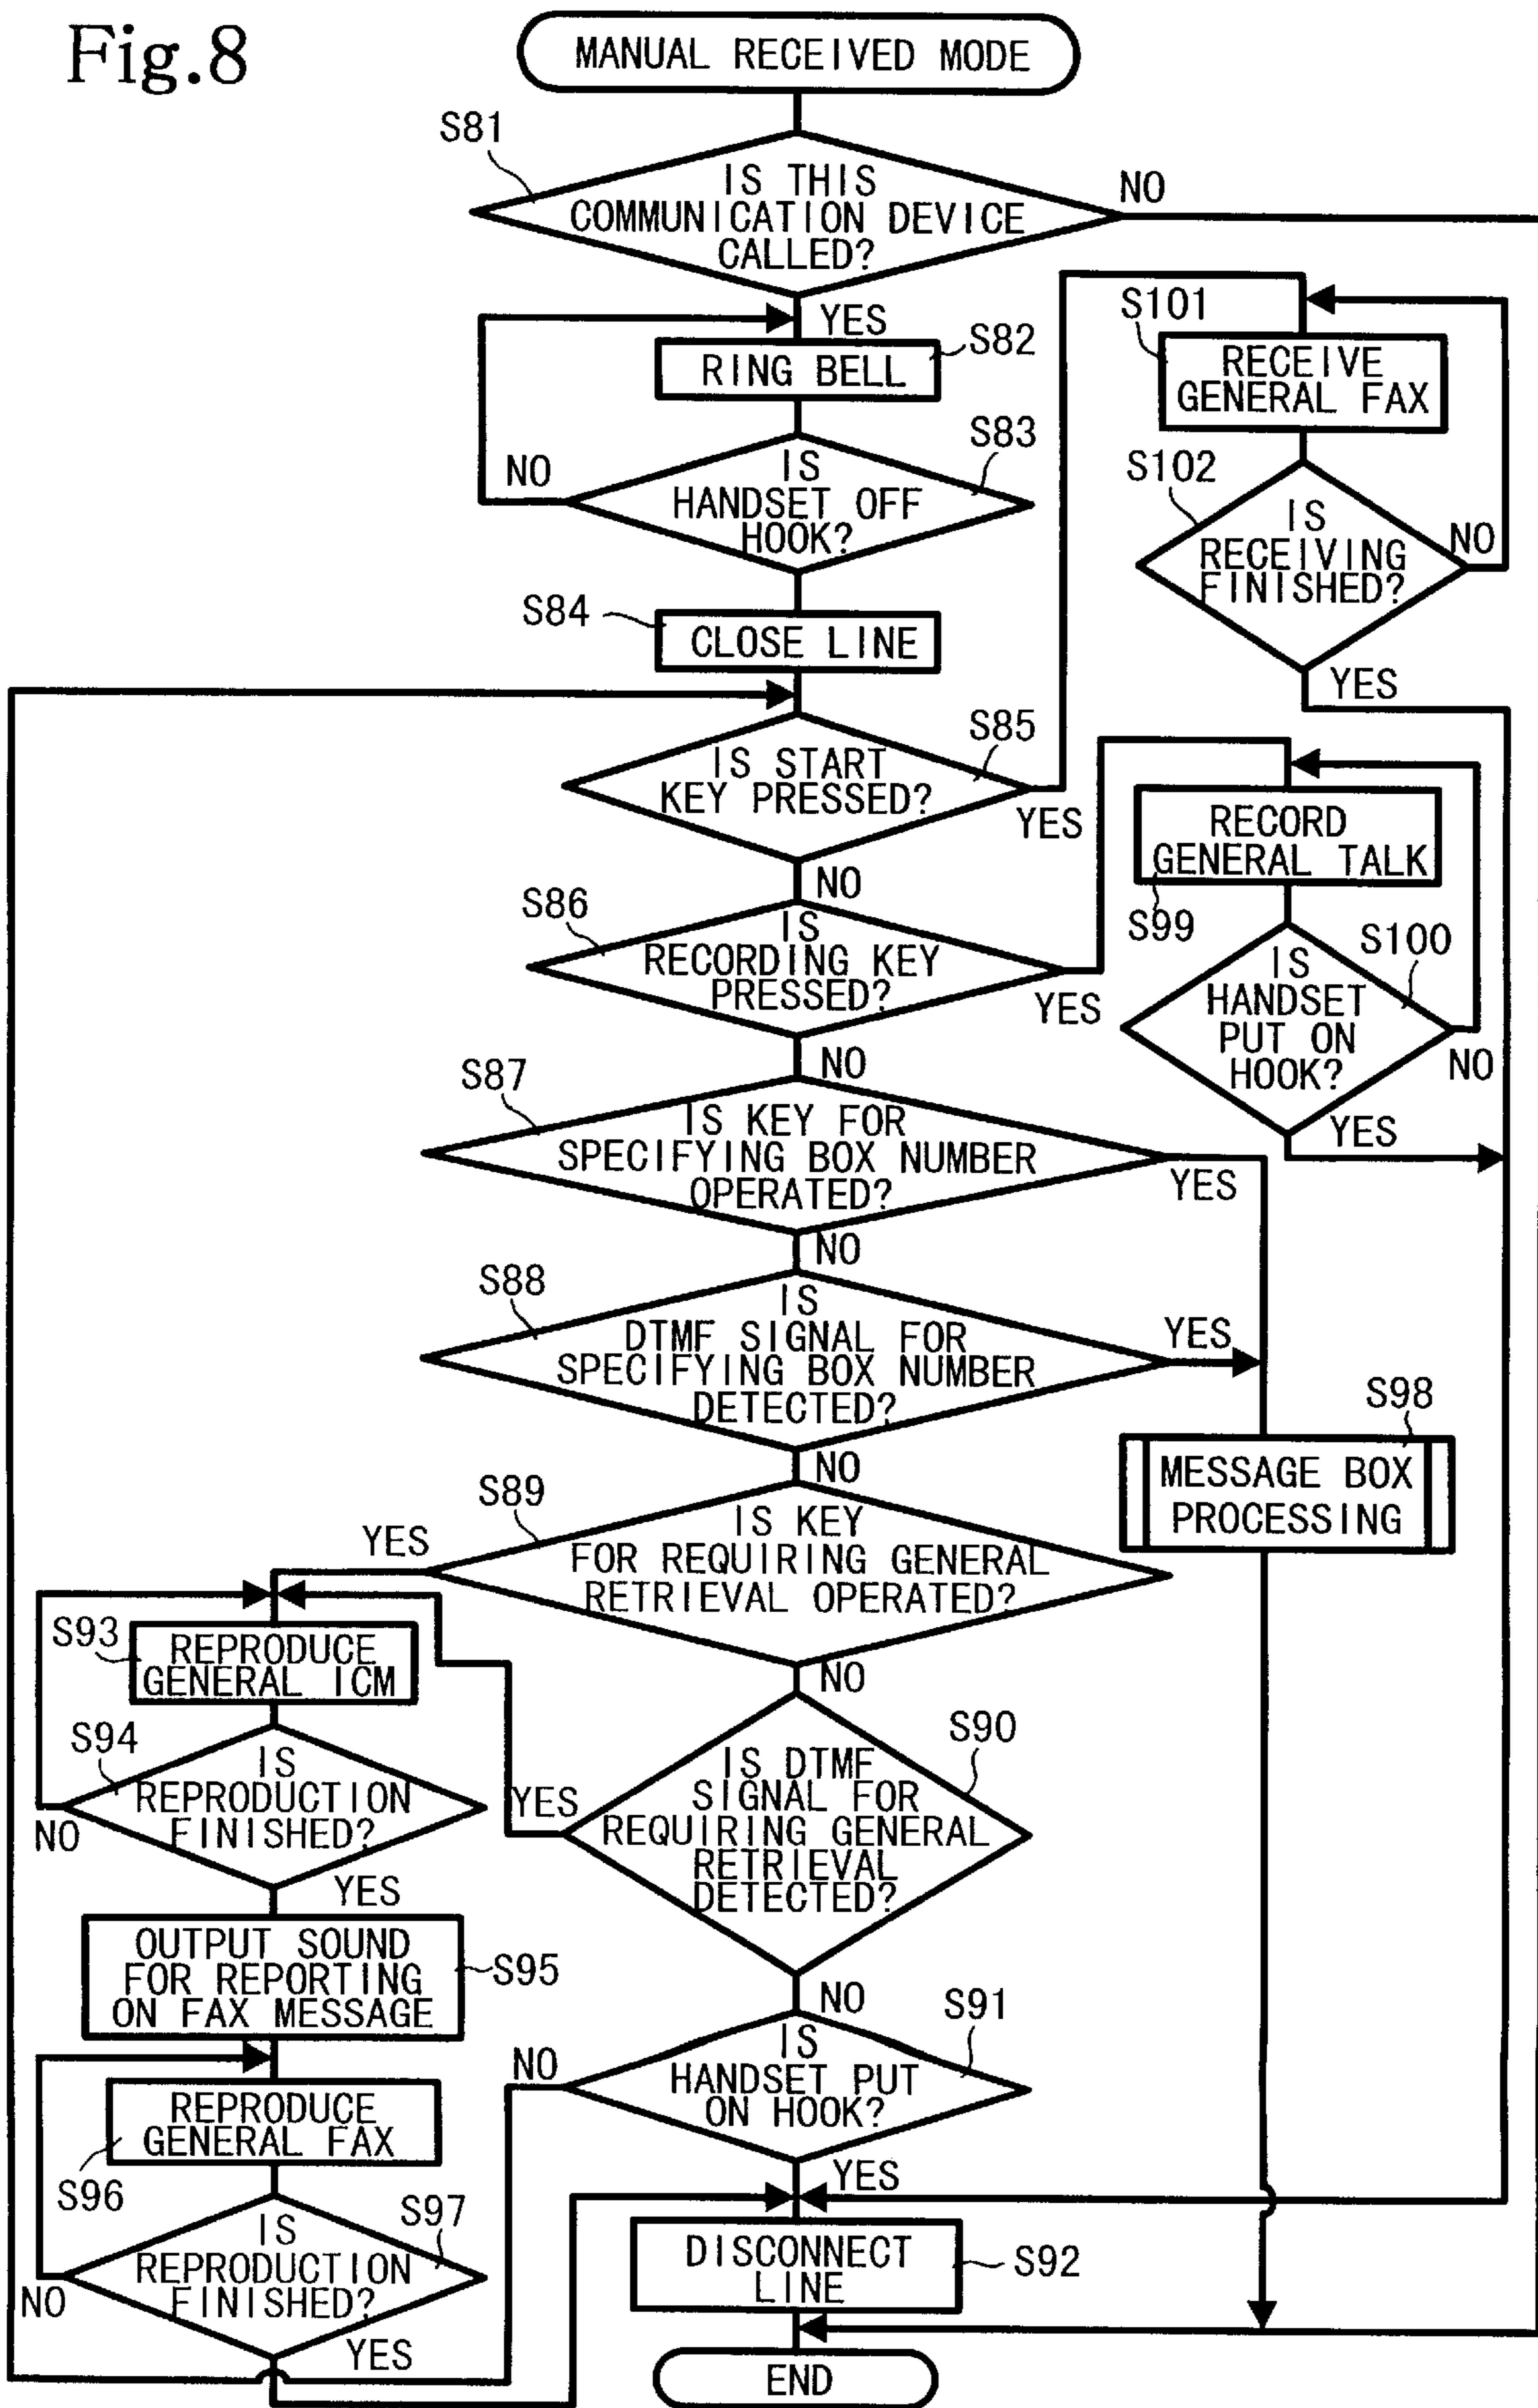 Fig.8
MANUAL RECEIVED MODE
S81
IS THIS
COMMUNICATION DEVICE
CALLED?
NO
YES
S82
RING BELL
S83
IS
HANDSET OFF
HOOK?
NO
S84
CLOSE LINE
S85
IS START
KEY PRESSED?
YES
NO
S86
IS
RECORDING KEY
PRESSED?
YES
NO
S87
IS KEY FOR
SPECIFYING BOX NUMBER
OPERATED?
YES
NO
S88
IS
DTMF SIGNAL FOR
SPECIFYING BOX NUMBER
DETECTED?
YES
NO
S89
IS KEY
FOR REQUIRING GENERAL
RETRIEVAL OPERATED?
YES
NO
S90
IS DTMF
SIGNAL FOR
REQUIRING GENERAL
RETRIEVAL
DETECTED?
YES
NO
S91
IS
HANDSET PUT
ON HOOK?
NO
YES
DISCONNECT
LINE
S92
END
S93
REPRODUCE
GENERAL ICM
S94
IS
REPRODUCTION
FINISHED?
NO
YES
OUTPUT SOUND
FOR REPORTING
ON FAX MESSAGE
S95
REPRODUCE
GENERAL FAX
S96
S97
IS
REPRODUCTION
FINISHED?
NO
YES
S98
MESSAGE BOX
PROCESSING
RECORD
GENERAL TALK
S99
S100
IS
HANDSET
PUT ON
HOOK?
NO
YES
S101
RECEIVE
GENERAL FAX
S102
IS
RECEIVING
FINISHED?
NO
YES